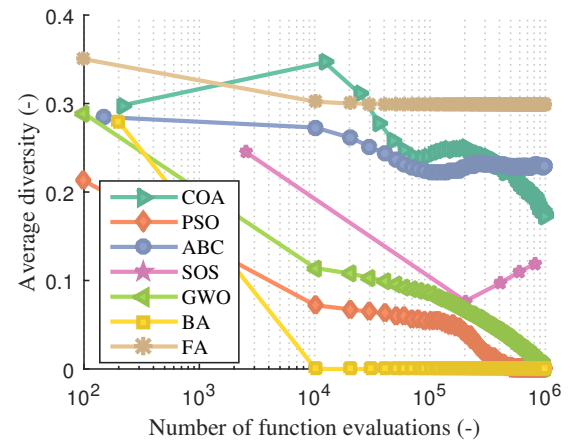 0.4
0.3
0.2
0.1
0
Average diversity (-)
COA
PSO
ABC
SOS
GWO
BA
FA
10^2 10^3 10^4 10^5 10^6
Number of function evaluations (-)